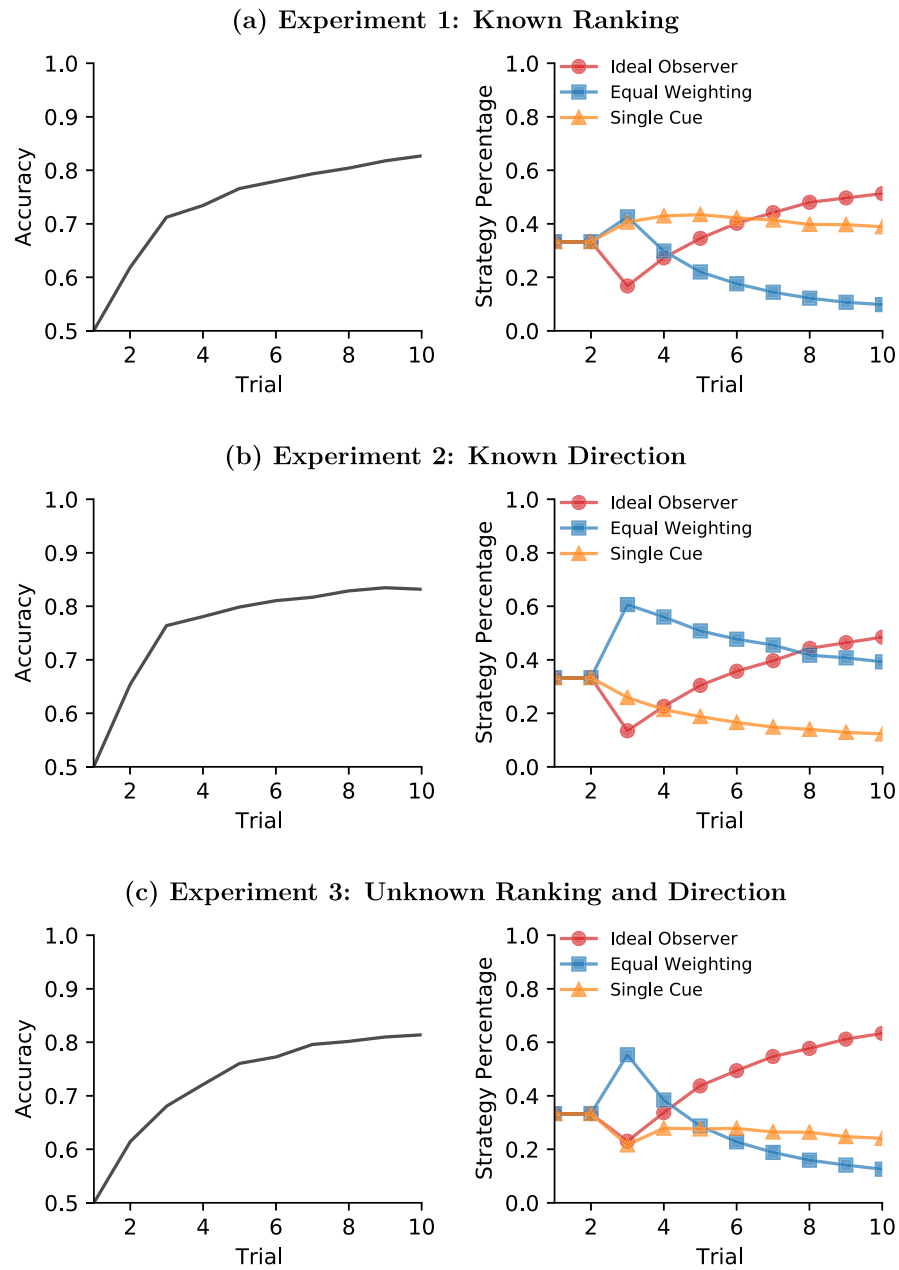 (a) Experiment 1: Known Ranking
1.0
0.9
0.8
0.7
0.6
0.5
Accuracy
2 4 6 8 10
Trial
1.0
0.8
0.6
0.4
0.2
0.0
Strategy Percentage
Ideal Observer
Equal Weighting
Single Cue
2 4 6 8 10
Trial
(b) Experiment 2: Known Direction
1.0
0.9
0.8
0.7
0.6
0.5
Accuracy
2 4 6 8 10
Trial
1.0
0.8
0.6
0.4
0.2
0.0
Strategy Percentage
Ideal Observer
Equal Weighting
Single Cue
2 4 6 8 10
Trial
(c) Experiment 3: Unknown Ranking and Direction
1.0
0.9
0.8
0.7
0.6
0.5
Accuracy
2 4 6 8 10
Trial
1.0
0.8
0.6
0.4
0.2
0.0
Strategy Percentage
Ideal Observer
Equal Weighting
Single Cue
2 4 6 8 10
Trial